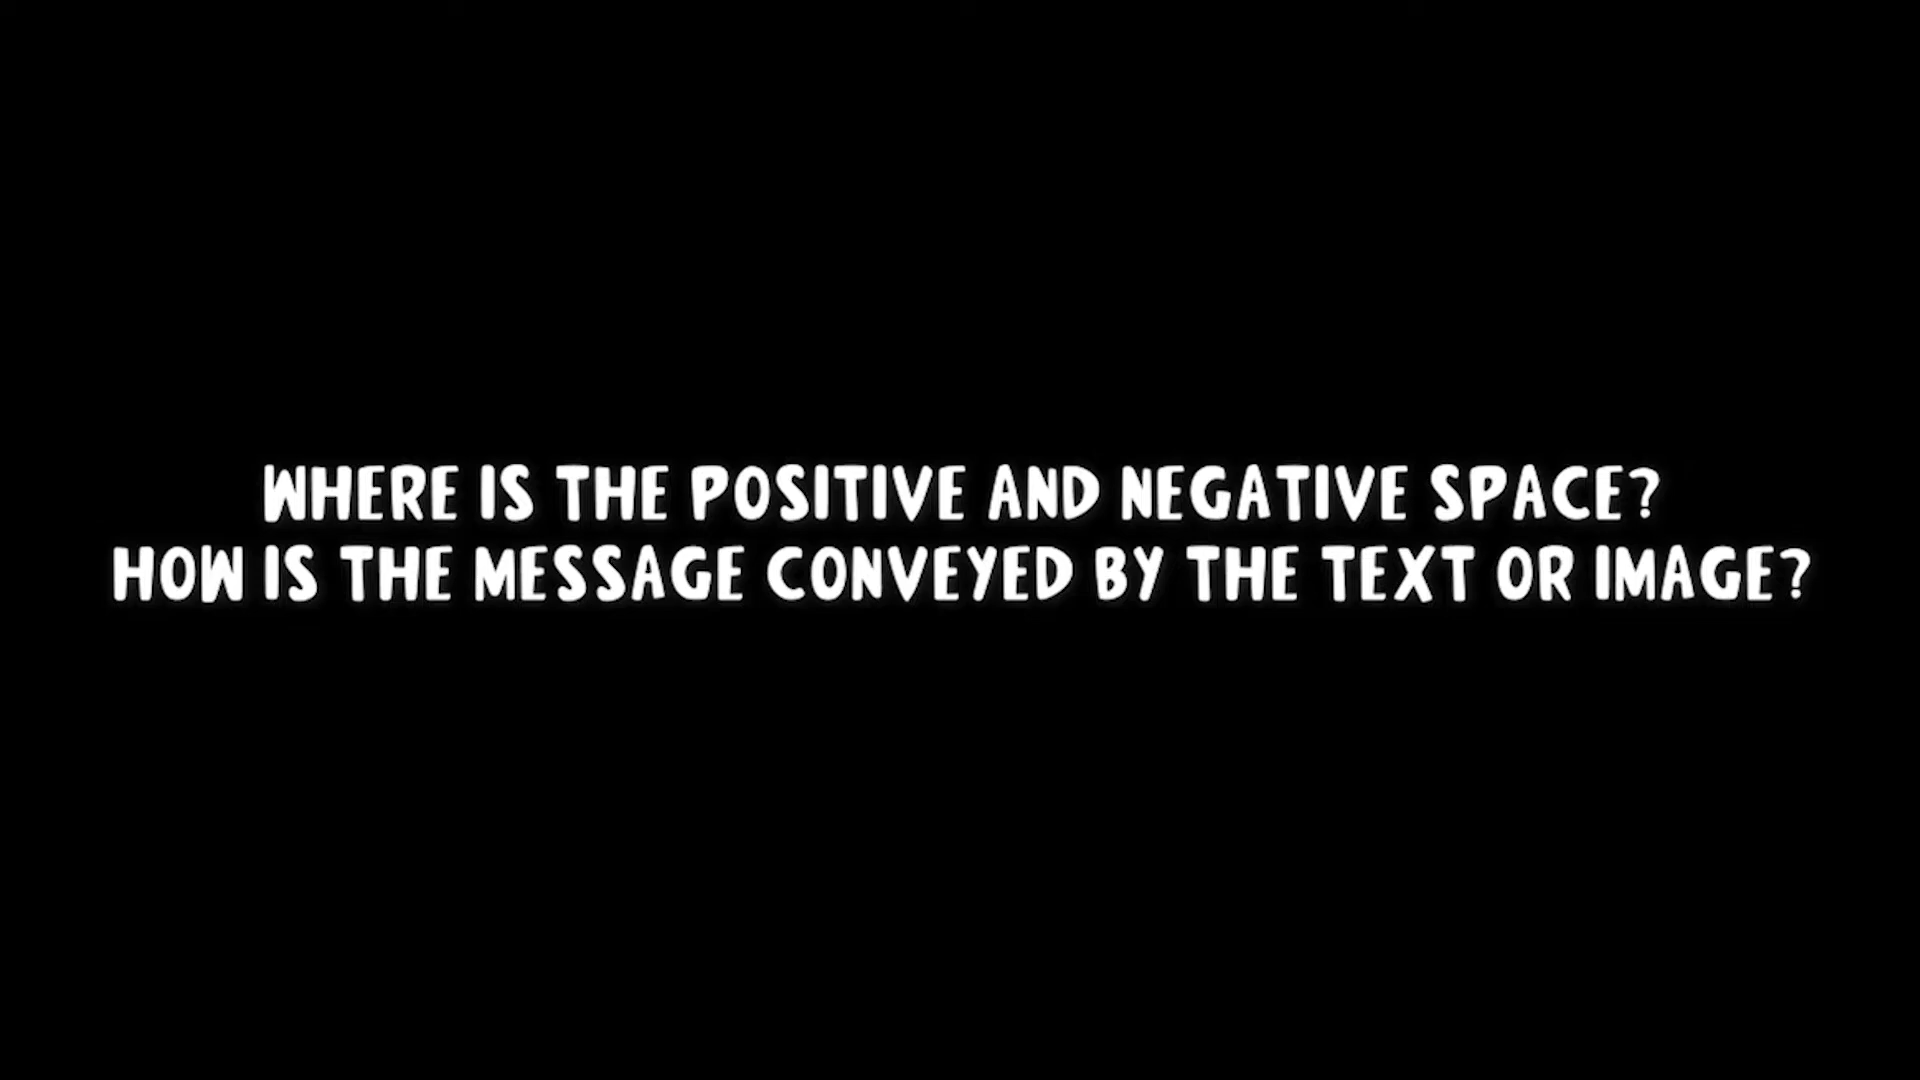 WHERE IS THE POSITIVE AND NEGATIVE SPACE?
HOW IS THE MESSAGE CONVEYED BY THE TEXT OR IMAGE?